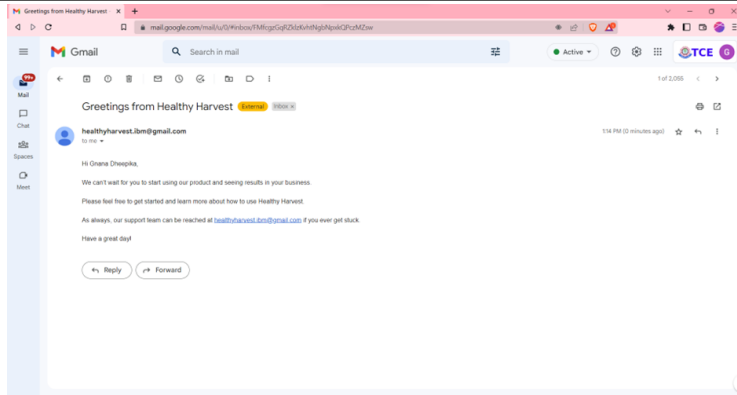 Greetings from Healthy Harvest
mail.google.com/mail/u/0/#inbox/FMfcgzGqRZklzKvhtNgbNpxkQPczMZsw
Gmail
Search in mail
Active
TCE
G
99+
Mail
Chat
Spaces
Meet
1 of 2,055
Greetings from Healthy Harvest External Inbox x
healthyharvest.ibm@gmail.com
1:14 PM (0 minutes ago)
to me
Hi Gnana Dheepika,
We can't wait for you to start using our product and seeing results in your business.
Please feel free to get started and learn more about how to use Healthy Harvest.
As always, our support team can be reached at healthyharvest.ibm@gmail.com if you ever get stuck.
Have a great day!
Reply
Forward